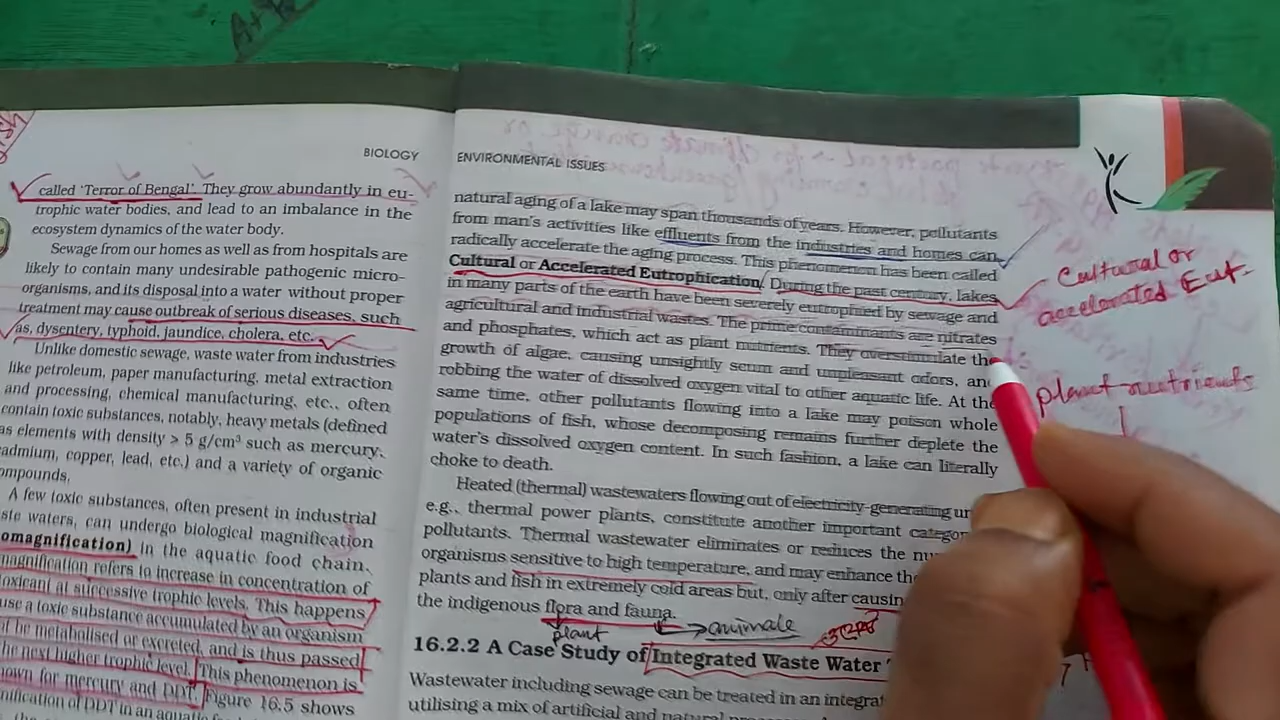 BIOLOGY
called 'Terror of Bengal'. They grow abundantly in eu-
trophic water bodies, and lead to an imbalance in the
ecosystem dynamics of the water body.
Sewage from our homes as well as from hospitals are
likely to contain many undesirable pathogenic micro-
organisms, and its disposal into a water without proper
treatment may cause outbreak of serious diseases, such
as, dysentery, typhoid, jaundice, cholera, etc.
Unlike domestic sewage, waste water from industries
like petroleum, paper manufacturing, metal extraction
and processing, chemical manufacturing, etc., often
contain toxic substances, notably, heavy metals (defined
as elements with density > 5 g/cm³ such as mercury,
admium, copper, lead, etc.) and a variety of organic
ompounds.
A few toxic substances, often present in industrial
ste waters, can undergo biological magnification
omagnification) in the aquatic food chain.
agnification refers to increase in concentration of
oxicant at successive trophic levels. This happens
use a toxic substance accumulated by an organism
t be metabolised or excreted, and is thus passed
he next higher trophic level. This phenomenon is
nown for mercury and DDT. Figure 16.5 shows
nification of DDT in an aquatic
ENVIRONMENTAL ISSUES
natural aging of a lake may span thousands of years. However, pollutants
from man's activities like effluents from the industries and homes can
radically accelerate the aging process. This phenomenon has been called
Cultural or Accelerated Eutrophication. During the past century, lakes
in many parts of the earth have been severely eutrophied by sewage and
agricultural and industrial wastes. The prime contaminants are nitrates
and phosphates, which act as plant nutrients. They overstimulate the
growth of algae, causing unsightly scum and unpleasant odors, and
robbing the water of dissolved oxygen vital to other aquatic life. At the
same time, other pollutants flowing into a lake may poison whole
populations of fish, whose decomposing remains further deplete the
water's dissolved oxygen content. In such fashion, a lake can literally
choke to death.
Heated (thermal) wastewaters flowing out of electricity-generating un
e.g., thermal power plants, constitute another important categor
pollutants. Thermal wastewater eliminates or reduces the nu
organisms sensitive to high temperature, and may enhance the
plants and fish in extremely cold areas but, only after causin
the indigenous flora and fauna.
plant animale
16.2.2 A Case Study of Integrated Waste Water
Wastewater including sewage can be treated in an integrat
utilising a mix of artificial and natural
Cultural or
accelerated Eut-
plant nutrients